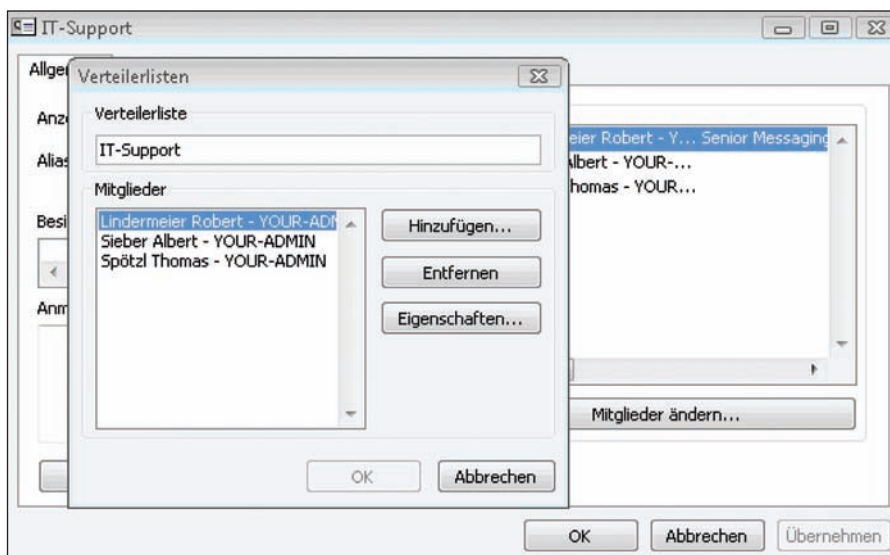 IT-Support
Allge
Verteilerlisten
Anz
Alias
Besi
Anm
Verteilerliste
IT-Support
Mitglieder
Lindermeier Robert - YOUR-ADM
Sieber Albert - YOUR-ADMIN
Spötzl Thomas - YOUR-ADMIN
Hinzufügen...
Entfernen
Eigenschaften...
OK
Abbrechen
eier Robert - Y... Senior Messaging
lbert - YOUR-...
homas - YOUR...
Mitglieder ändern...
OK
Abbrechen
Übernehmen